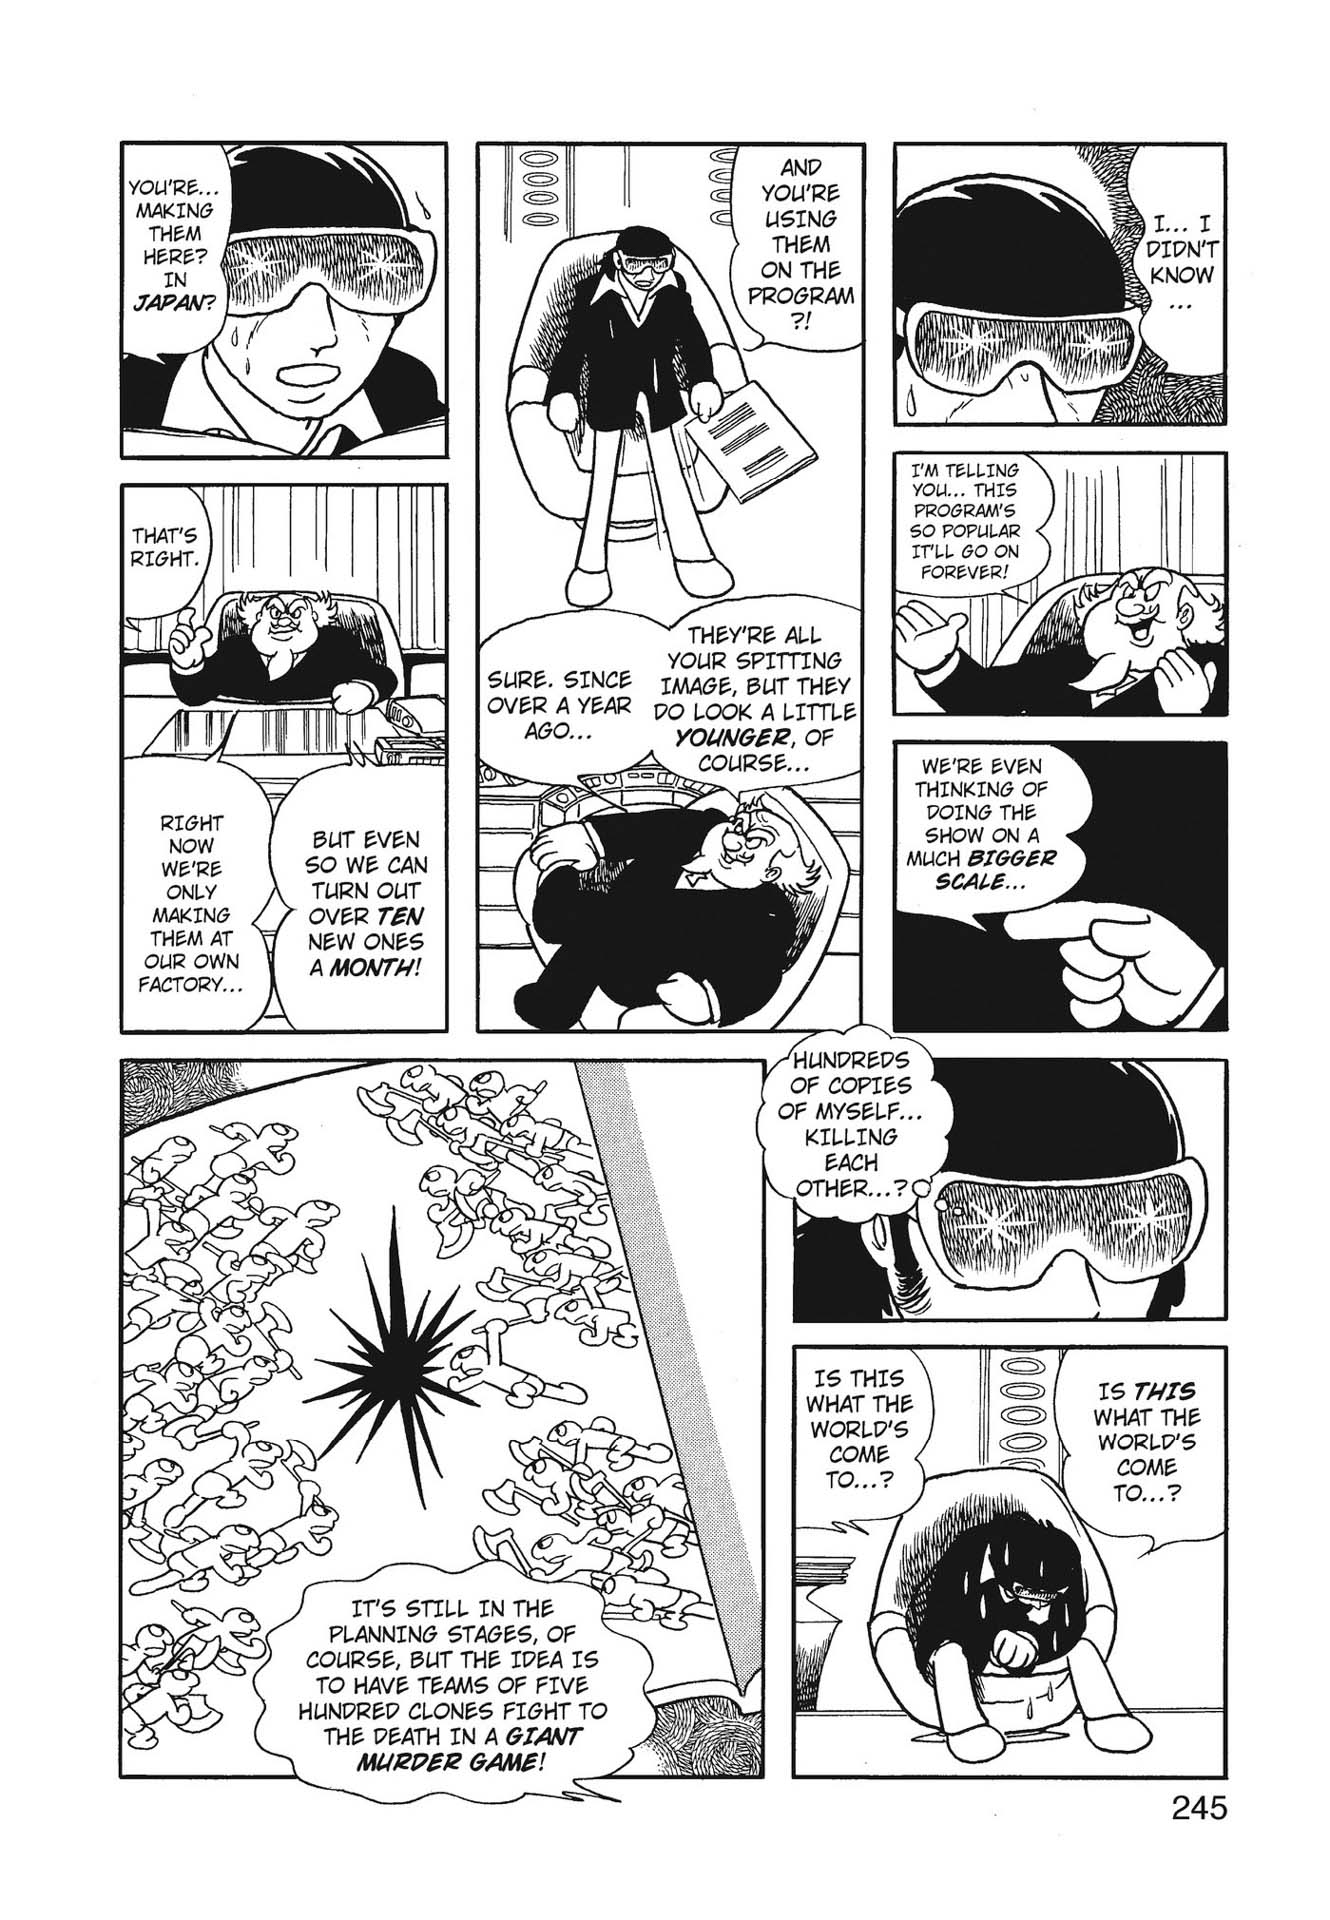 YOU'RE...
MAKING
THEM
HERE?
IN
JAPAN?
THAT'S
RIGHT.
RIGHT
NOW
WE'RE
ONLY
MAKING
THEM AT
OUR OWN
FACTORY...
BUT EVEN
SO WE CAN
TURN OUT
OVER TEN
NEW ONES
A MONTH!
AND
YOU'RE
USING
THEM
ON THE
PROGRAM
?!
SURE. SINCE
OVER A YEAR
AGO...
THEY'RE ALL
YOUR SPITTING
IMAGE, BUT THEY
DO LOOK A LITTLE
YOUNGER, OF
COURSE...
I... I
DIDN'T
KNOW
...
I'M TELLING
YOU... THIS
PROGRAM'S
SO POPULAR
IT'LL GO ON
FOREVER!
WE'RE EVEN
THINKING OF
DOING THE
SHOW ON A
MUCH BIGGER
SCALE...
IT'S STILL IN THE
PLANNING STAGES, OF
COURSE, BUT THE IDEA IS
TO HAVE TEAMS OF FIVE
HUNDRED CLONES FIGHT TO
THE DEATH IN A GIANT
MURDER GAME!
HUNDREDS
OF COPIES
OF MYSELF...
KILLING
EACH
OTHER...?
IS THIS
WHAT THE
WORLD'S
COME
TO...?
IS THIS
WHAT THE
WORLD'S
COME
TO...?
245